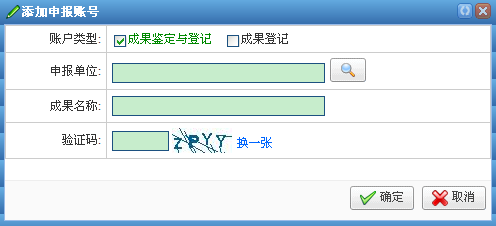 添加申报账号
账户类型: 成果鉴定与登记 成果登记
申报单位:
成果名称:
验证码: ZPYY 换一张
确定 取消